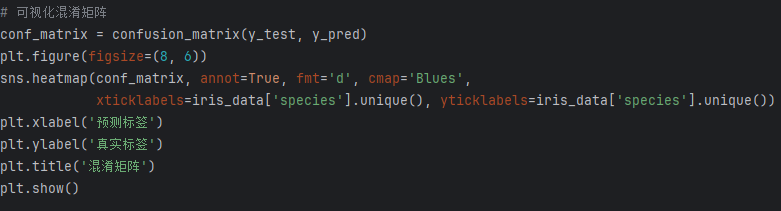 # 可视化混淆矩阵
conf_matrix = confusion_matrix(y_test, y_pred)
plt.figure(figsize=(8, 6))
sns.heatmap(conf_matrix, annot=True, fmt='d', cmap='Blues',
            xticklabels=iris_data['species'].unique(), yticklabels=iris_data['species'].unique())
plt.xlabel('预测标签')
plt.ylabel('真实标签')
plt.title('混淆矩阵')
plt.show()